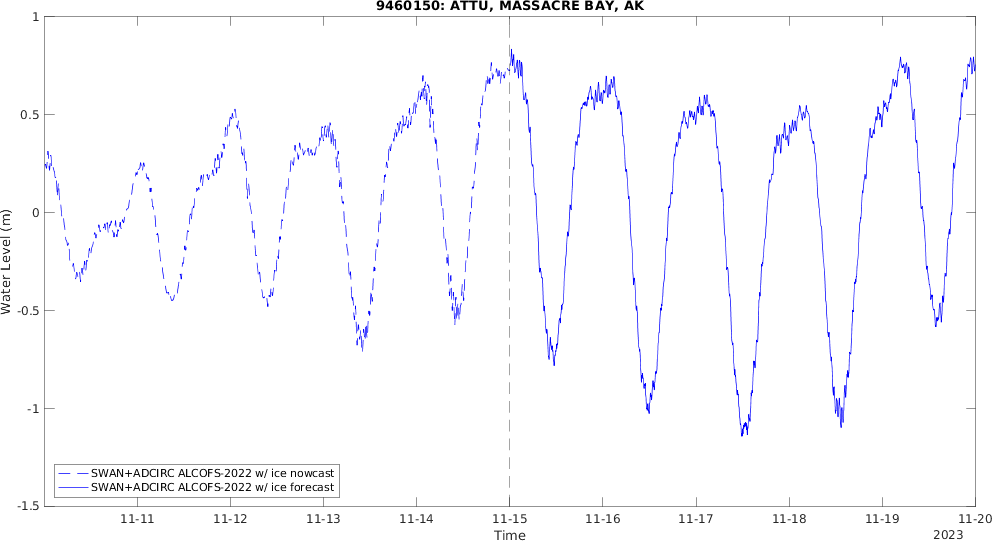 9460150: ATTU, MASSACRE BAY, AK
1
0.5
0
-0.5
-1
-1.5
Water Level (m)
SWAN+ADCIRC ALCOFS-2022 w/ ice nowcast
SWAN+ADCIRC ALCOFS-2022 w/ ice forecast
11-11 11-12 11-13 11-14 11-15 11-16 11-17 11-18 11-19 11-20
Time
2023